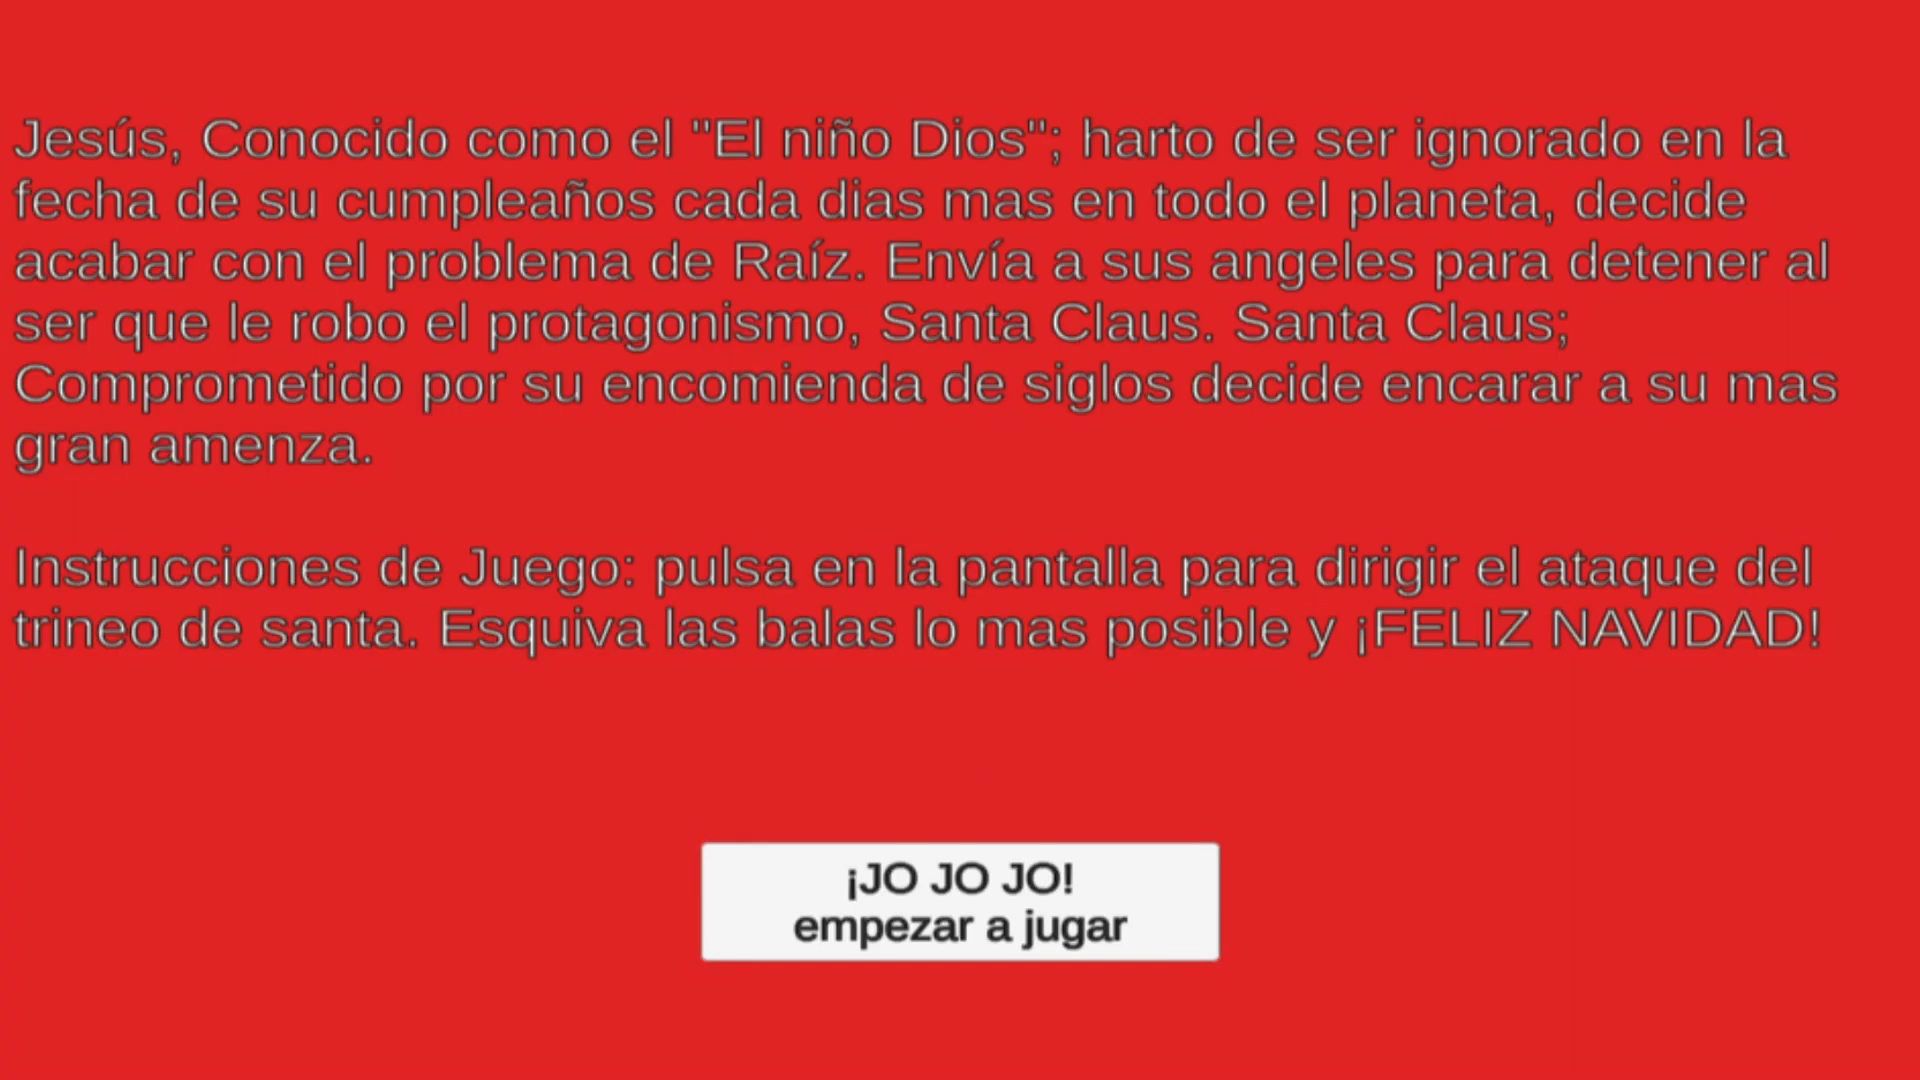 Jesús, Conocido como el "El niño Dios"; harto de ser ignorado en la
fecha de su cumpleaños cada dias mas en todo el planeta, decide
acabar con el problema de Raíz. Envía a sus angeles para detener al
ser que le robo el protagonismo, Santa Claus. Santa Claus;
Comprometido por su encomienda de siglos decide encarar a su mas
gran amenza.
Instrucciones de Juego: pulsa en la pantalla para dirigir el ataque del
trineo de santa. Esquiva las balas lo mas posible y ¡FELIZ NAVIDAD!
¡JO JO JO!
empezar a jugar